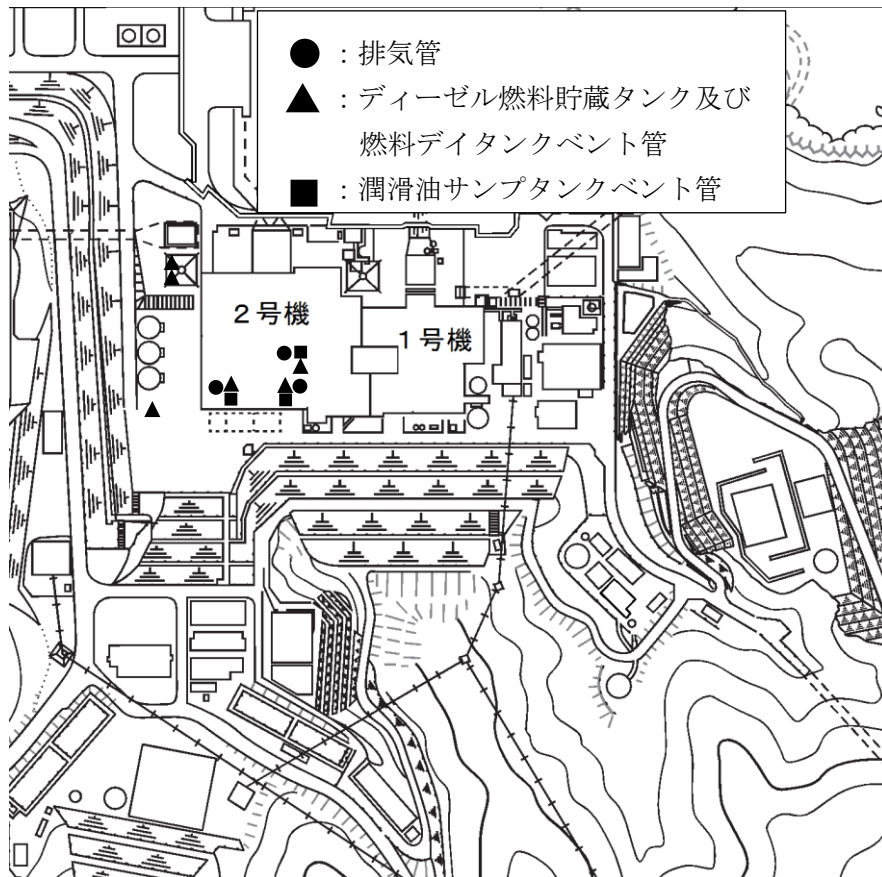 ● : 排気管
▲ : ディーゼル燃料貯蔵タンク及び
燃料デイタンクベント管
■ : 潤滑油サンプタンクベント管
２号機
１号機